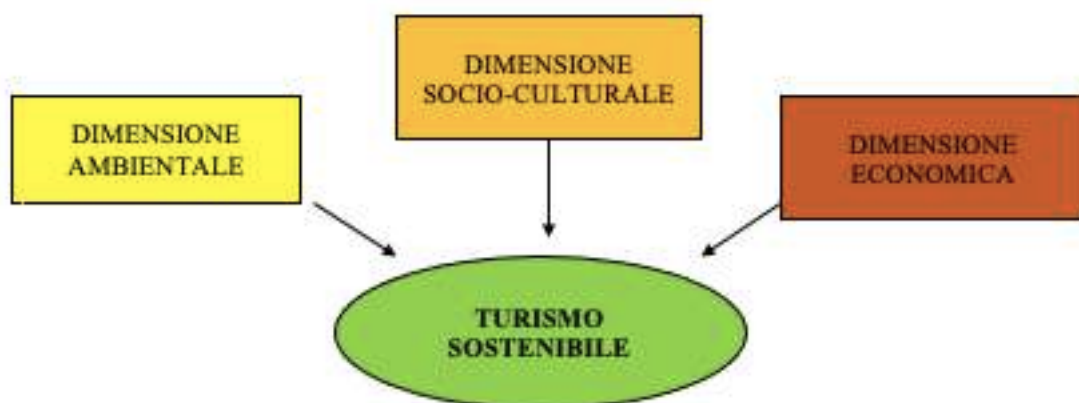 DIMENSIONE
SOCIO-CULTURALE
DIMENSIONE
AMBIENTALE
DIMENSIONE
ECONOMICA
TURISMO
SOSTENIBILE